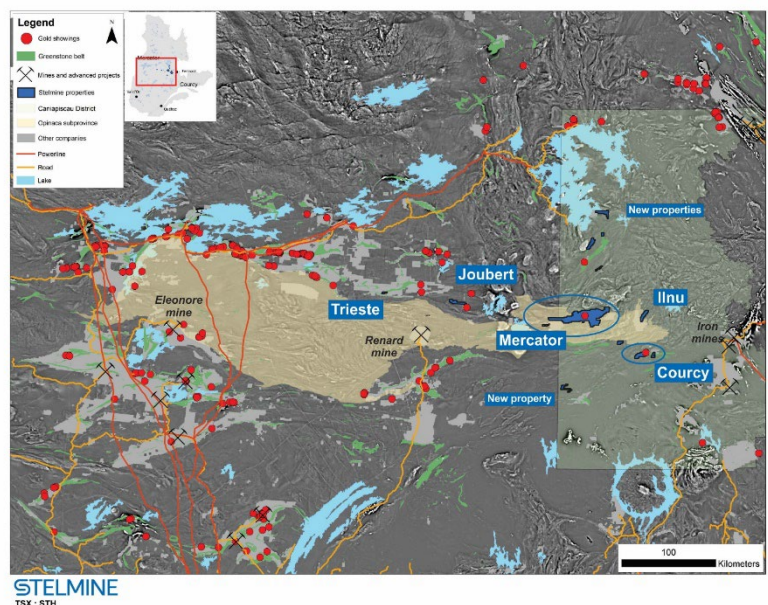 Legend
N
Gold showings
Greenstone belt
Mines and advanced projects
Stelmine properties
Caniapiscau District
Opinaca subprovince
Other companies
Powerline
Road
Lake
Courcy
New properties
Joubert
Eleonore
mine
Trieste
Ilnu
Renard
mine
Mercator
Iron
mines
Courcy
New property
100
Kilometers
STELMINE
TSX : STH